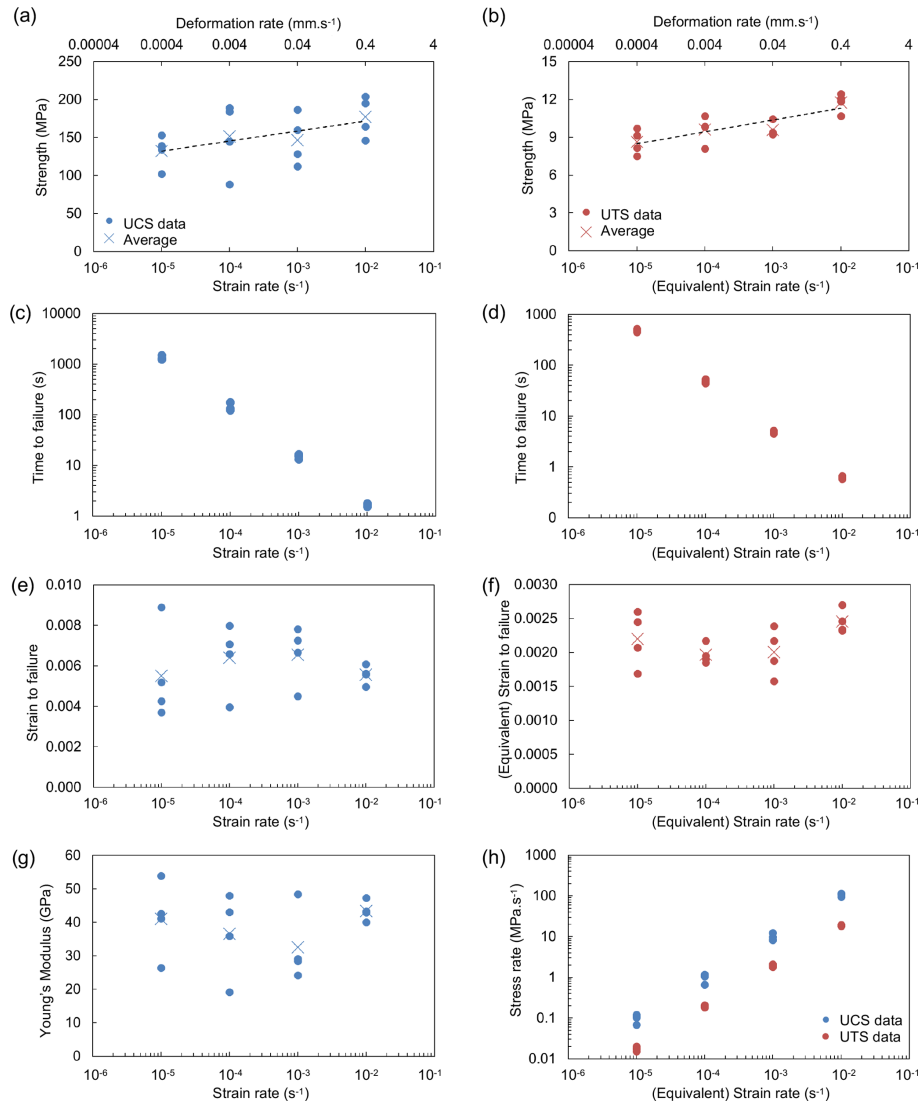 (a)
Deformation rate (mm.s-1)
0.00004 0.0004 0.004 0.04 0.4 4
250
200
150
100
50
0
Strength (MPa)
UCS data
Average
10-6 10-5 10-4 10-3 10-2 10-1
Strain rate (s-1)
(b)
Deformation rate (mm.s-1)
0.00004 0.0004 0.004 0.04 0.4 4
15
12
9
6
3
0
Strength (MPa)
UTS data
Average
10-6 10-5 10-4 10-3 10-2 10-1
(Equivalent) Strain rate (s-1)
(c)
10000
1000
100
10
1
Time to failure (s)
10-6 10-5 10-4 10-3 10-2 10-1
Strain rate (s-1)
(d)
1000
100
10
1
0
Time to failure (s)
10-6 10-5 10-4 10-3 10-2 10-1
(Equivalent) Strain rate (s-1)
(e)
0.010
0.008
0.006
0.004
0.002
0.000
Strain to failure
10-6 10-5 10-4 10-3 10-2 10-1
Strain rate (s-1)
(f)
0.0030
0.0025
0.0020
0.0015
0.0010
0.0005
0.0000
(Equivalent) Strain to failure
10-6 10-5 10-4 10-3 10-2 10-1
(Equivalent) Strain rate (s-1)
(g)
60
50
40
30
20
10
0
Young's Modulus (GPa)
10-6 10-5 10-4 10-3 10-2 10-1
Strain rate (s-1)
(h)
1000
100
10
1
0.1
0.01
Stress rate (MPa.s-1)
UCS data
UTS data
10-6 10-5 10-4 10-3 10-2 10-1
(Equivalent) Strain rate (s-1)